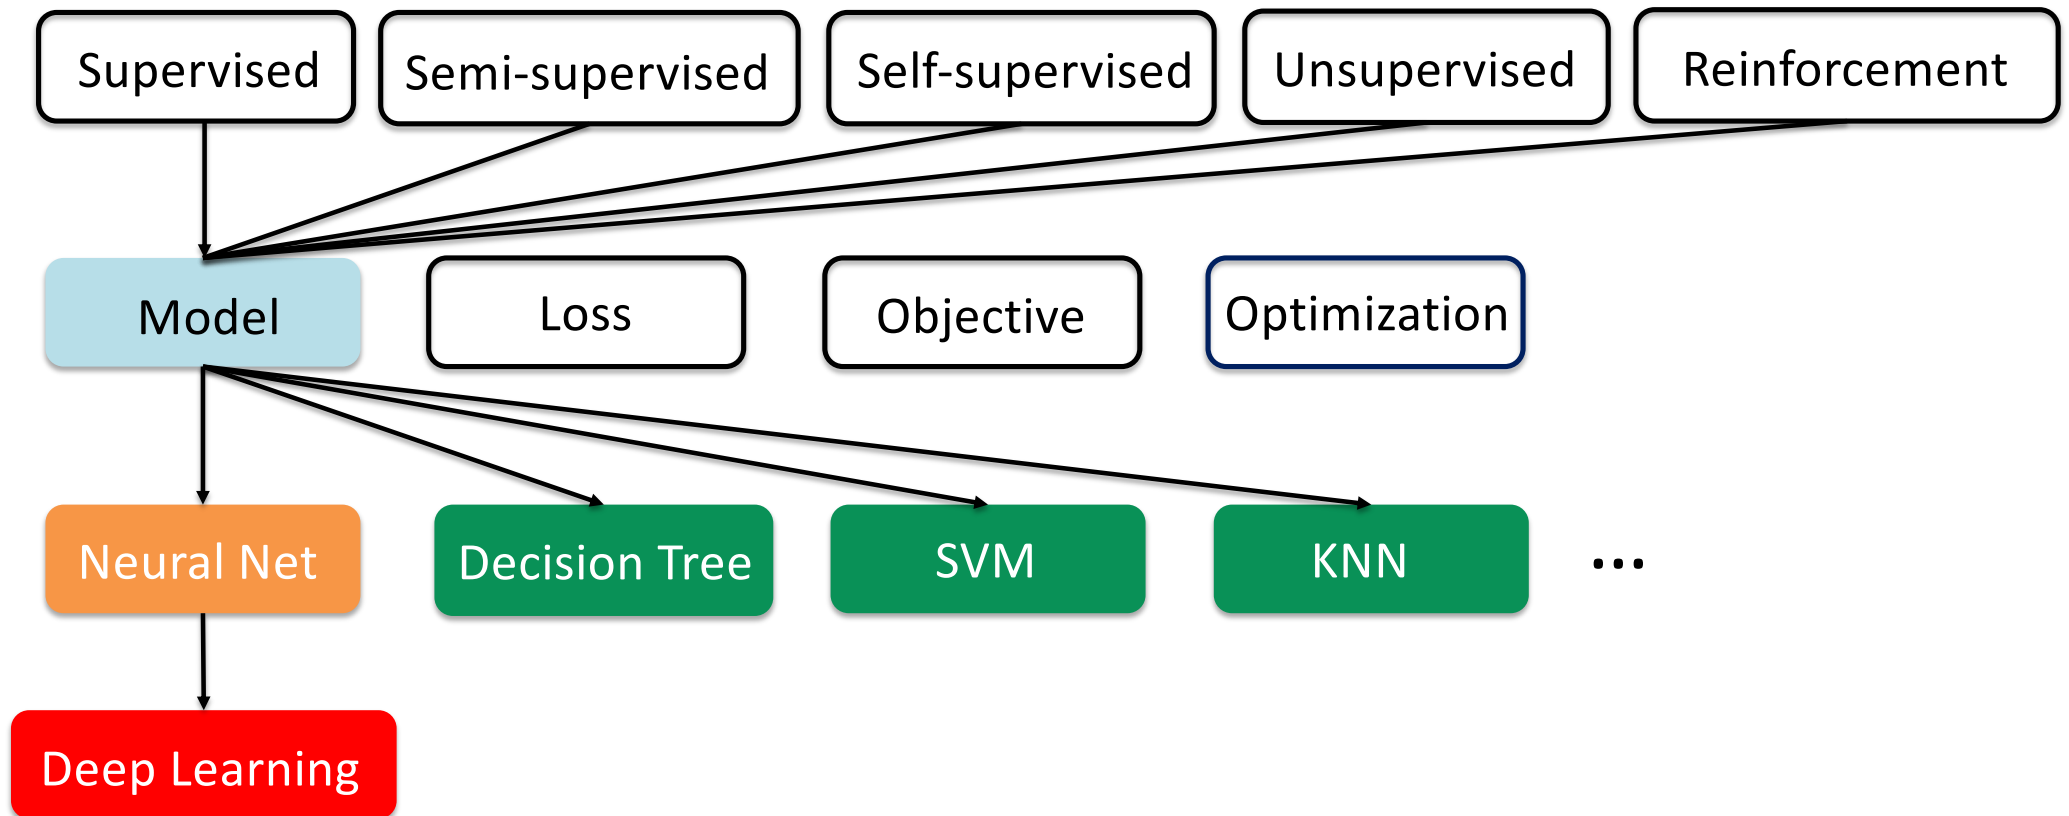 Supervised
Semi-supervised
Self-supervised
Unsupervised
Reinforcement
Model
Loss
Objective
Optimization
Neural Net
Decision Tree
SVM
KNN
...
Deep Learning